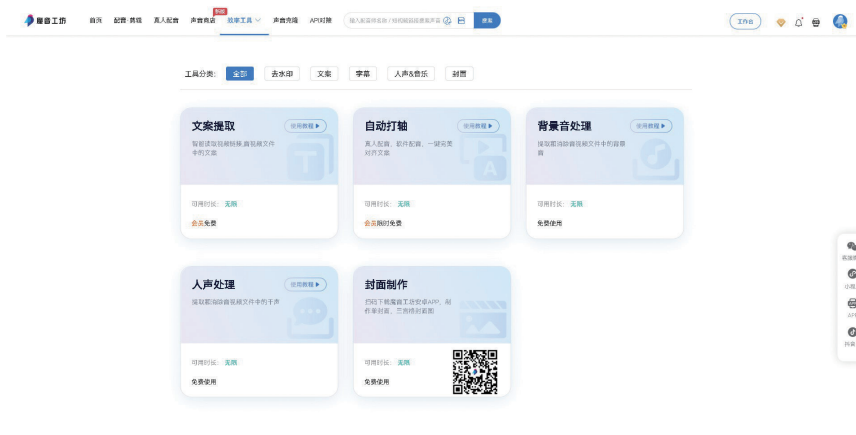 魔音工坊
首页
配音·剪辑
真人配音
声音商店
效率工具
声音克隆
API对接
搜索
工作台
工具分类:
全部
去水印
文案
字幕
人声&音乐
封面
文案提取
使用教程
智能读取视频链接,音视频文件
中的文案
可用时长: 无限
会员免费
自动打轴
使用教程
真人配音、软件配音,一键完美
对齐文案
可用时长: 无限
会员限时免费
背景音处理
使用教程
提取或消除音视频文件中的背景
音
可用时长: 无限
免费使用
人声处理
使用教程
提取或消除音视频文件中的干声
可用时长: 无限
免费使用
封面制作
扫码下载魔音工坊安卓APP,制
作单封面、三宫格封面图
可用时长: 无限
免费使用